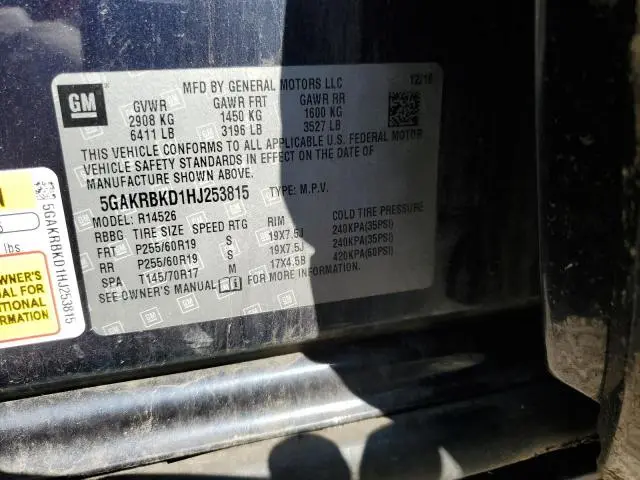 MFD BY GENERAL MOTORS LLC 12/16
GM
GVWR GAWR FRT GAWR RR
2908 KG 1450 KG 1600 KG
6411 LB 3196 LB 3527 LB
THIS VEHICLE CONFORMS TO ALL APPLICABLE U.S. FEDERAL MOTOR
VEHICLE SAFETY STANDARDS IN EFFECT ON THE DATE OF
MANUFACTURE SHOWN ABOVE.
5GAKRBKD1HJ253815 TYPE: M.P.V.
MODEL: R14526
RBBG TIRE SIZE SPEED RTG RIM COLD TIRE PRESSURE
FRT P255/60R19 S 19X7.5J 240KPA(35PSI)
RR P255/60R19 S 19X7.5J 240KPA(35PSI)
SPA T145/70R17 M 17X4.5B 420KPA(60PSI)
SEE OWNER'S MANUAL FOR MORE INFORMATION.
lbs
5GAKRBKD1HJ253815
OWNER'S
FOR